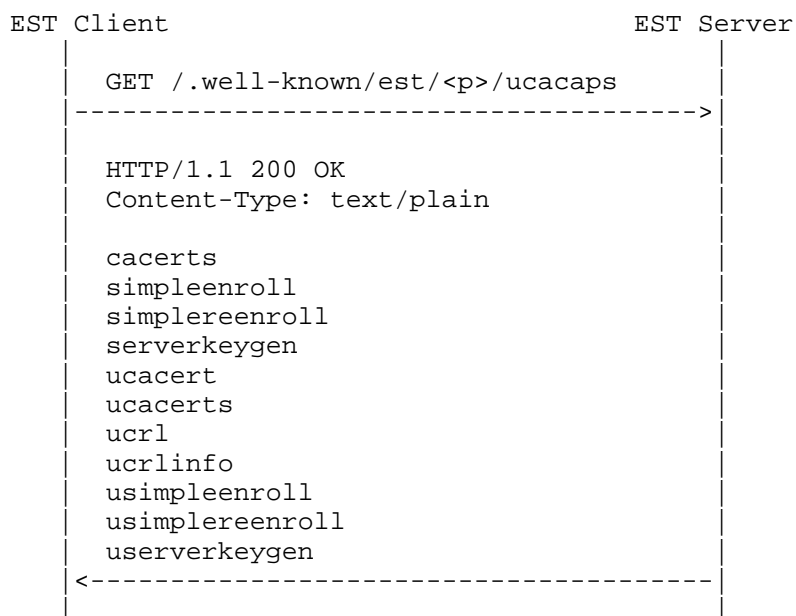 EST Client EST Server
GET /.well-known/est/<p>/ucacaps
HTTP/1.1 200 OK
Content-Type: text/plain
cacerts
simpleenroll
simplereenroll
serverkeygen
ucacert
ucacerts
ucrl
ucrlinfo
usimpleenroll
usimplereenroll
userverkeygen